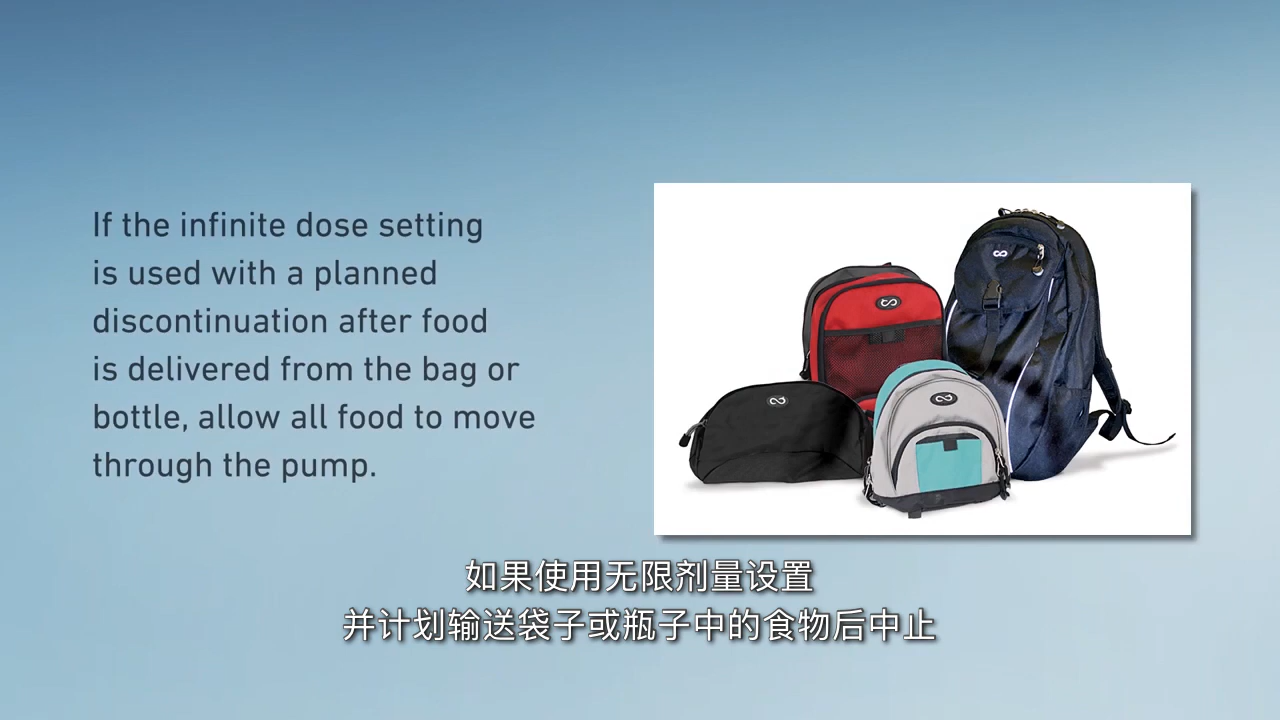 If the infinite dose setting
is used with a planned
discontinuation after food
is delivered from the bag or
bottle, allow all food to move
through the pump.
如果使用无限剂量设置
并计划输送袋子或瓶子中的食物后中止